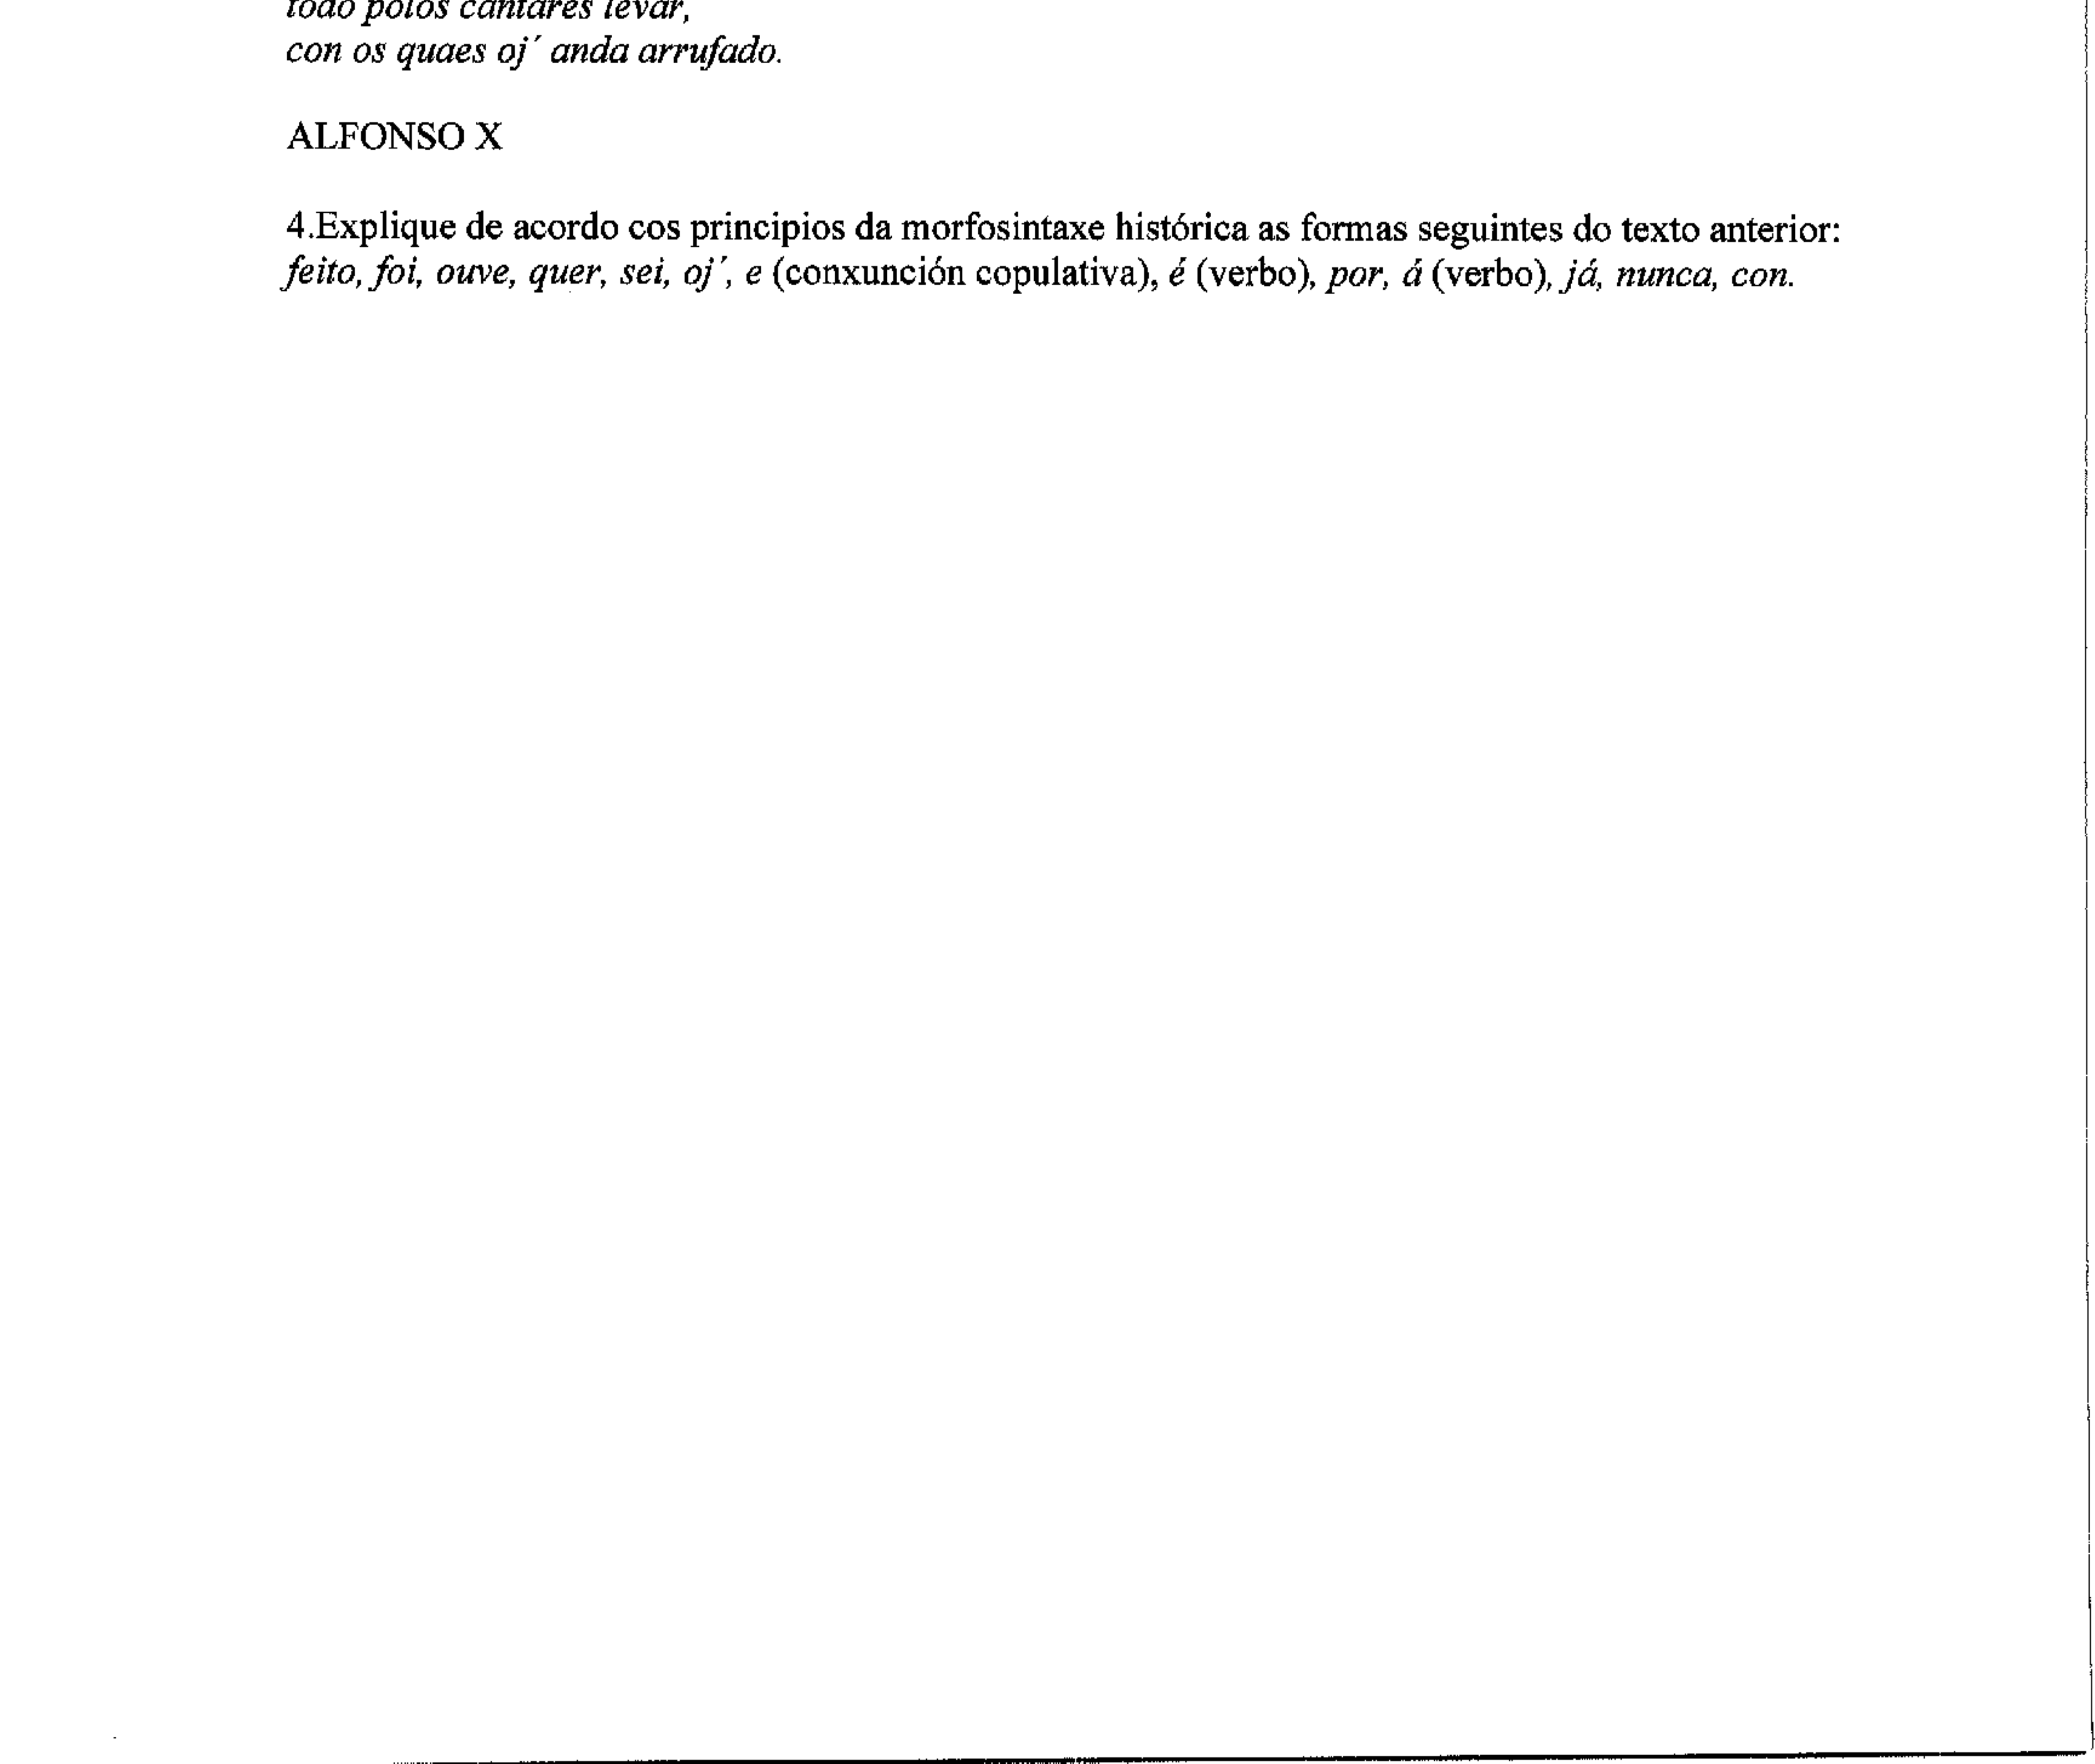 todo polos cantares levar,
con os quaes oj´ anda arrufado.
ALFONSO X
4.Explique de acordo cos principios da morfosintaxe histórica as formas seguintes do texto anterior:
feito, foi, ouve, quer, sei, oj´, e (conxunción copulativa), é (verbo), por, á (verbo), já, nunca, con.